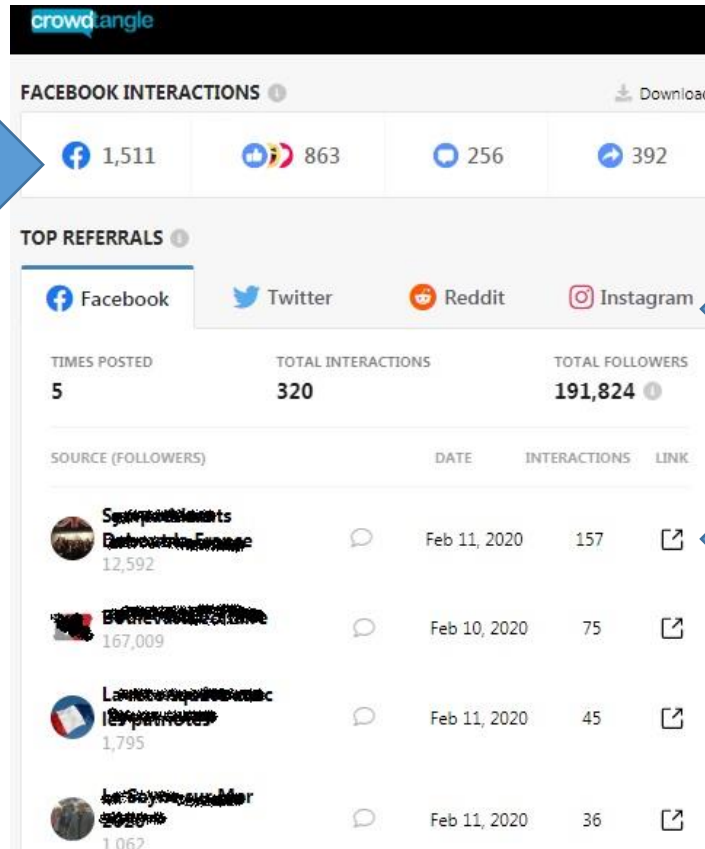 crowdtangle
FACEBOOK INTERACTIONS Download
1,511 863 256 392
TOP REFERRALS
Facebook Twitter Reddit Instagram
TIMES POSTED TOTAL INTERACTIONS TOTAL FOLLOWERS
5 320 191,824
SOURCE (FOLLOWERS) DATE INTERACTIONS LINK
Feb 11, 2020 157
12,592
Feb 10, 2020 75
167,009
Feb 11, 2020 45
1,795
Feb 11, 2020 36
1,062